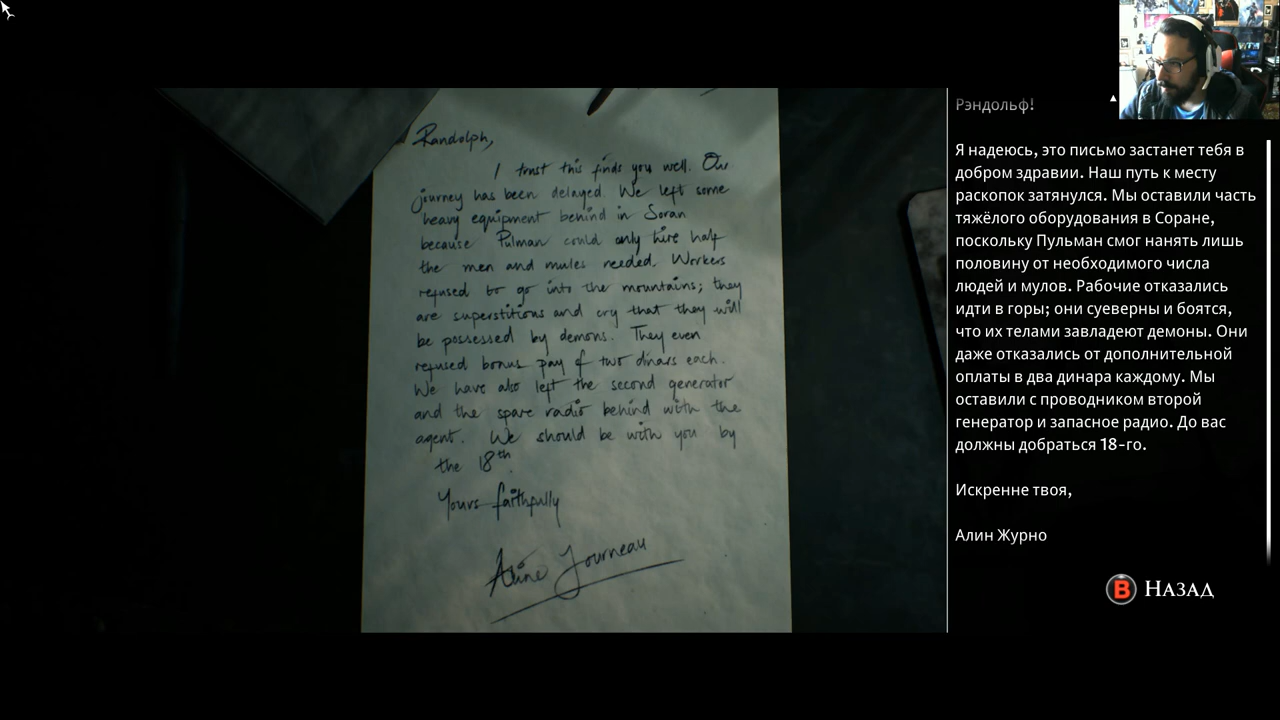 Randolph,
I trust this finds you well. Our
journey has been delayed. We left some
heavy equipment behind in Soran
because Pulman could only hire half
the men and mules needed. Workers
refused to go into the mountains; they
are superstitious and cry that they will
be possessed by demons. They even
refused bonus pay of two dinars each.
We have also left the second generator
and the spare radio behind with the
agent. We should be with you by
the 18th.
Yours faithfully
Aline Journeau
Рэндольф!
Я надеюсь, это письмо застанет тебя в
добром здравии. Наш путь к месту
раскопок затянулся. Мы оставили часть
тяжёлого оборудования в Соране,
поскольку Пульман смог нанять лишь
половину от необходимого числа
людей и мулов. Рабочие отказались
идти в горы; они суеверны и боятся,
что их телами завладеют демоны. Они
даже отказались от дополнительной
оплаты в два динара каждому. Мы
оставили с проводником второй
генератор и запасное радио. До вас
должны добраться 18-го.
Искренне твоя,
Алин Журно
B Назад